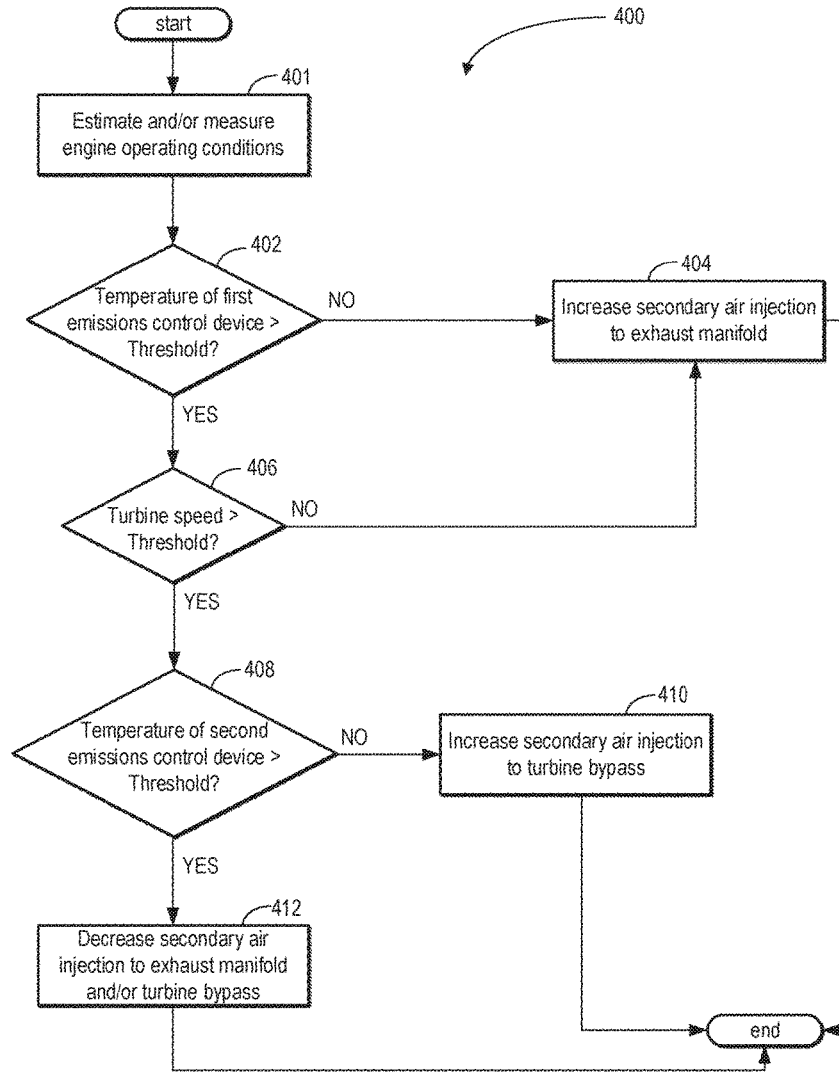 start
400
401
Estimate and/or measure
engine operating conditions
402
Temperature of first
emissions control device >
Threshold?
NO
404
Increase secondary air injection
to exhaust manifold
YES
406
Turbine speed >
Threshold?
NO
YES
408
Temperature of second
emissions control device >
Threshold?
NO
410
Increase secondary air injection
to turbine bypass
YES
412
Decrease secondary air
injection to exhaust manifold
and/or turbine bypass
end